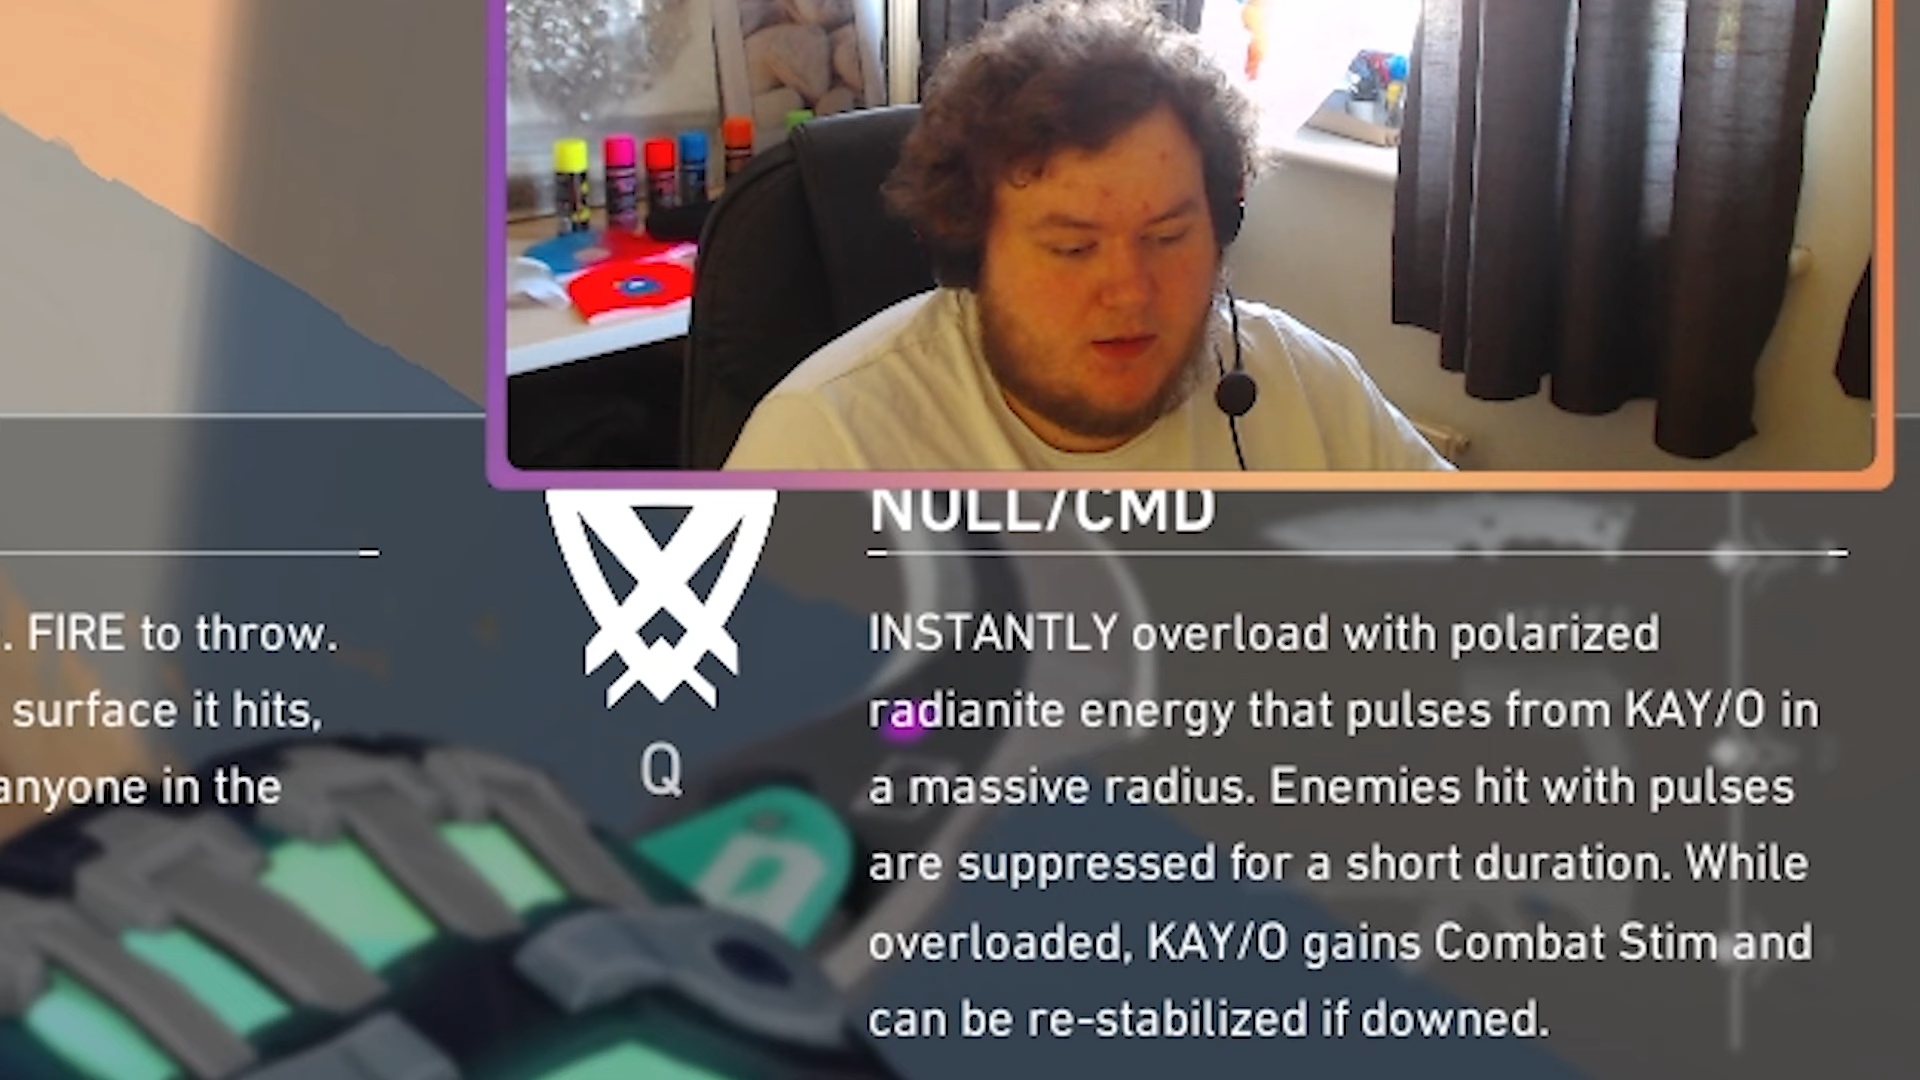 . FIRE to throw.
surface it hits,
anyone in the
Q
NULL/CMD
INSTANTLY overload with polarized
radianite energy that pulses from KAY/O in
a massive radius. Enemies hit with pulses
are suppressed for a short duration. While
overloaded, KAY/O gains Combat Stim and
can be re-stabilized if downed.